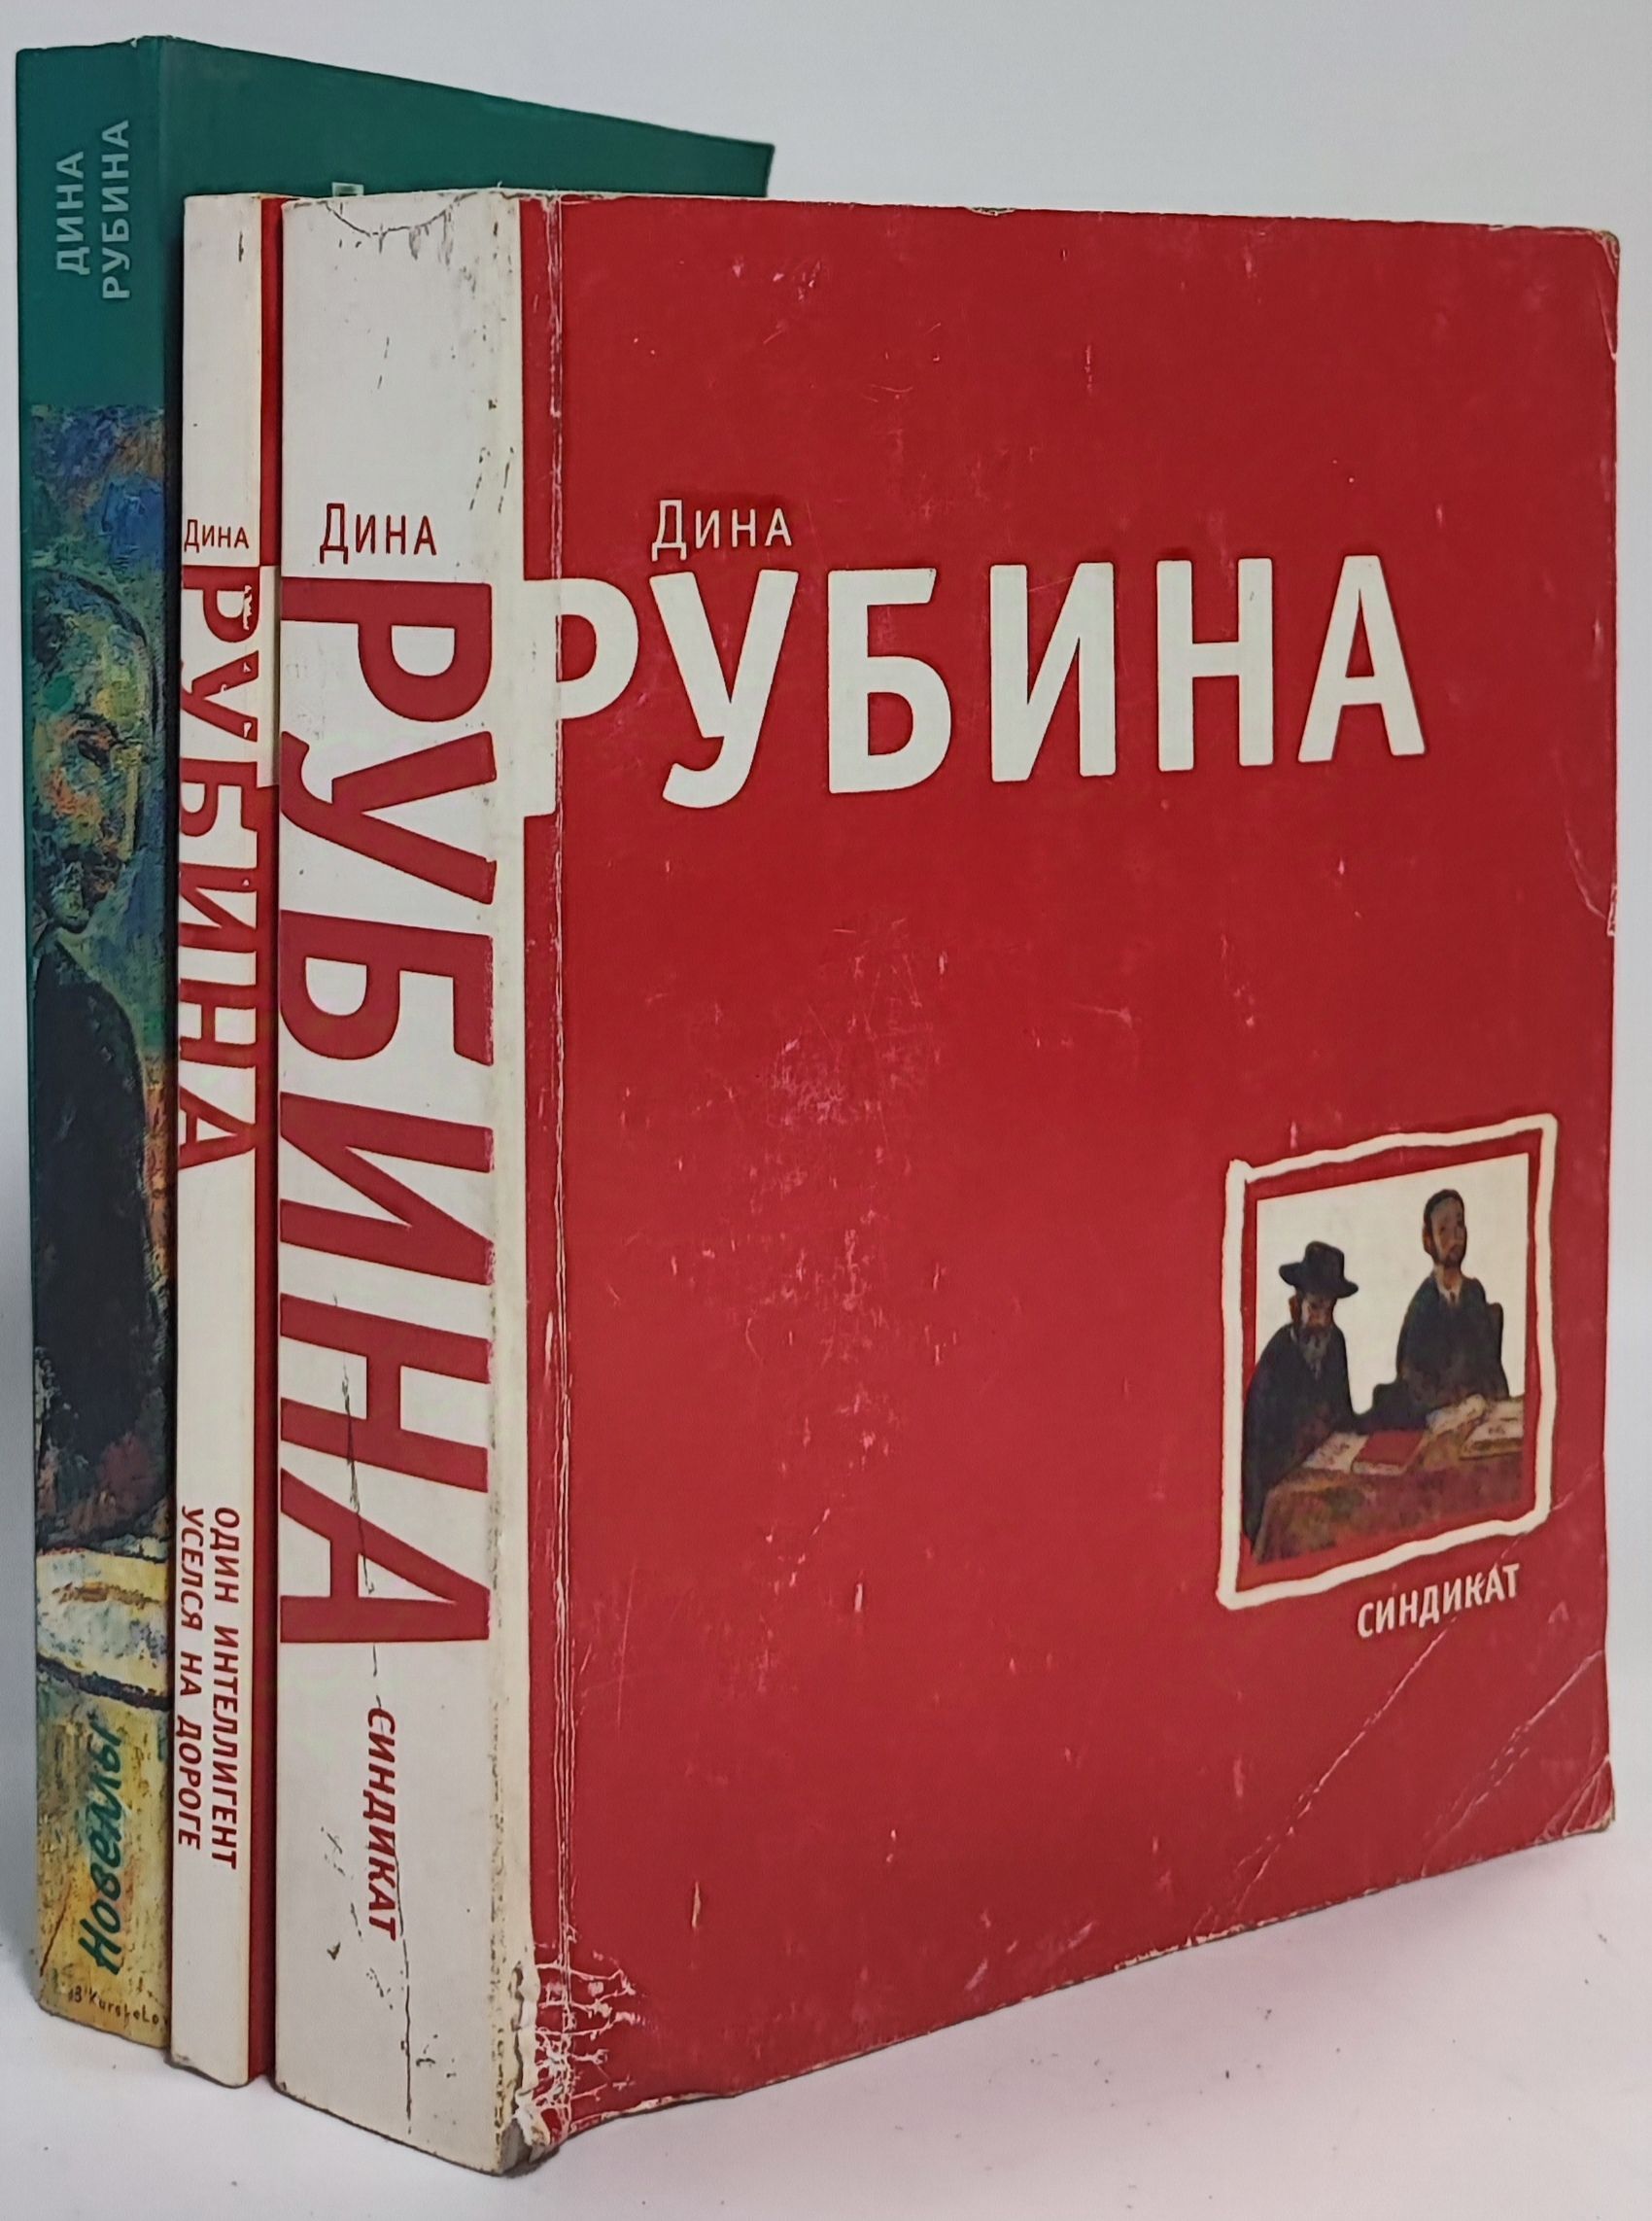 ДИНА
РУБИНА
Новеллы
Дина
РУБИНА
ОДИН ИНТЕЛЛИГЕНТ
УСЕЛСЯ НА ДОРОГЕ
Дина
РУБИНА
СИНДИКАТ
Дина
РУБИНА
СИНДИКАТ